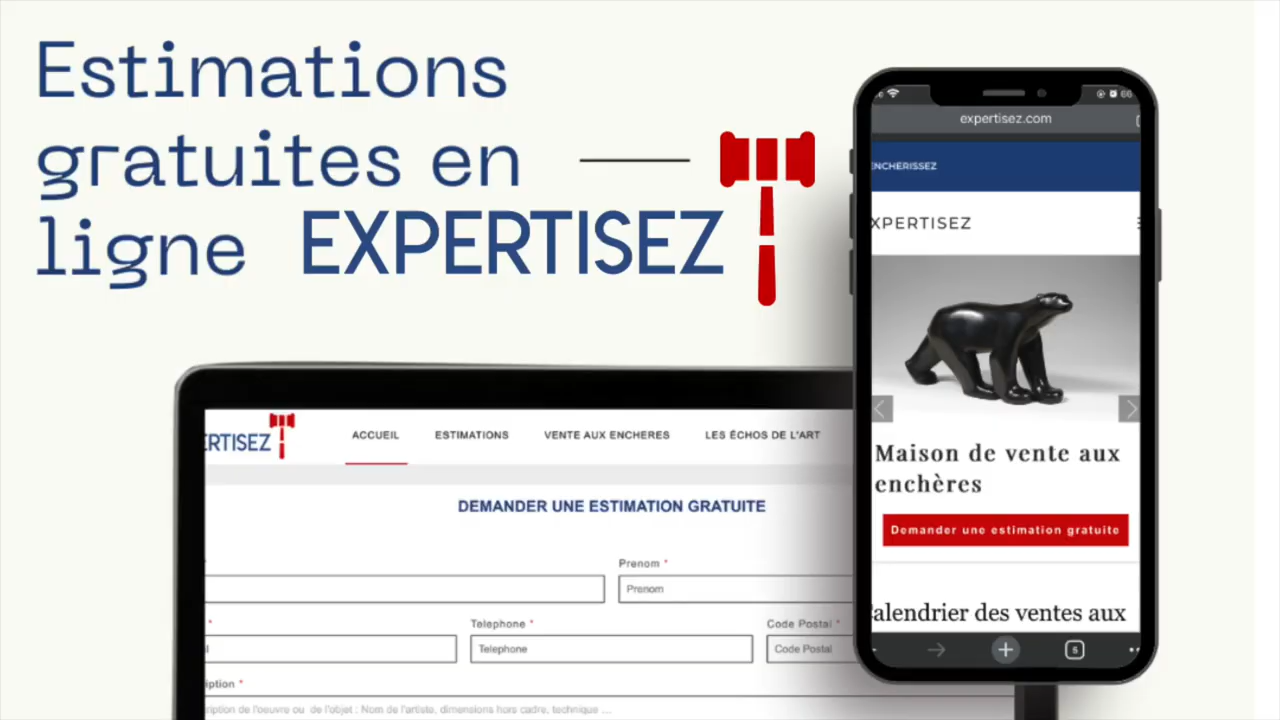 Estimations
gratuites en
ligne EXPERTISEZ
66
expertisez.com
ENCHERISSEZ
XPERTISEZ
Maison de vente aux
enchères
Demander une estimation gratuite
alendrier des ventes aux
5
RTISEZ ACCUEIL ESTIMATIONS VENTE AUX ENCHERES LES ÉCHOS DE L'ART
DEMANDER UNE ESTIMATION GRATUITE
*
Prenom *
Prenom
* Telephone * Code Postal *
Telephone Code Postal
iption *
ription de l'oeuvre ou de l'objet : Nom de l'artiste, dimensions hors cadre, technique ...